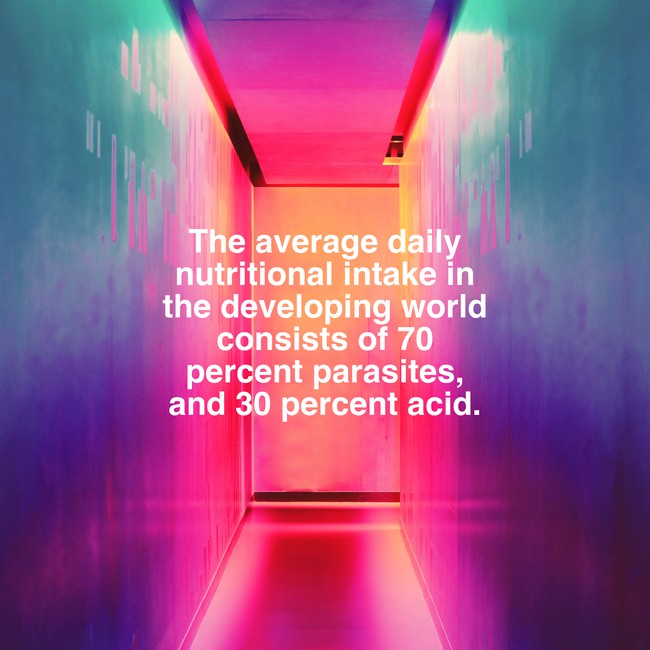 The average daily
nutritional intake in
the developing world
consists of 70
percent parasites,
and 30 percent acid.